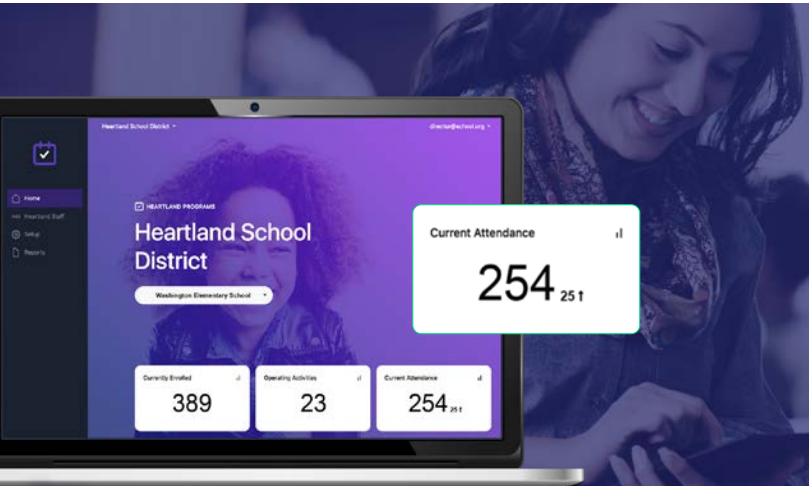 Heartland School District
director@school.org
Home
Heartland Staff
Setup
Reports
HEARTLAND PROGRAMS
Heartland School
District
Washington Elementary School
Currently Enrolled
389
Operating Activities
23
Current Attendance
254 25↑
Current Attendance
254 25↑